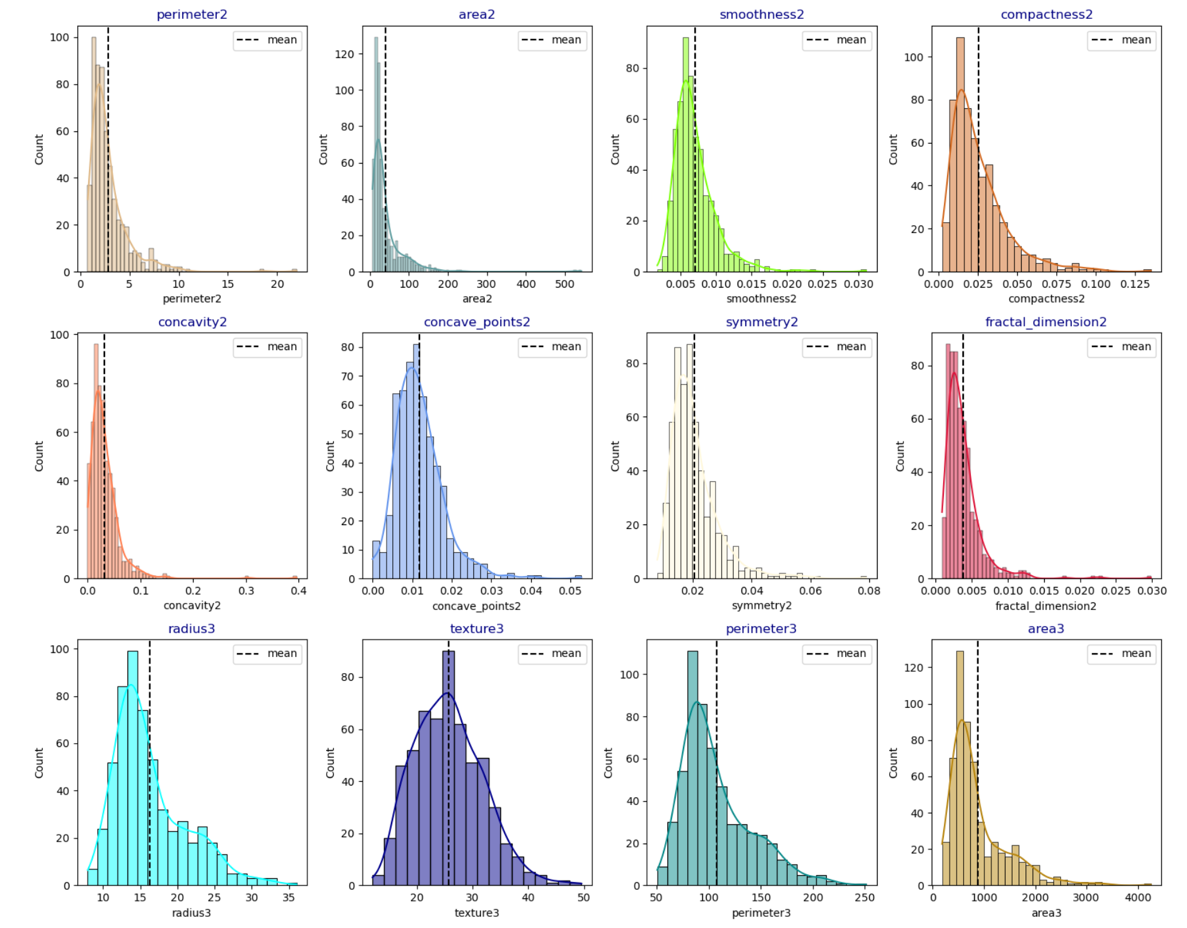 perimeter2
area2
smoothness2
compactness2
mean
mean
mean
mean
Count
100
80
60
40
20
0
0
5
10
15
20
perimeter2
Count
120
100
80
60
40
20
0
0
100
200
300
400
500
area2
Count
80
60
40
20
0
0.005
0.010
0.015
0.020
0.025
0.030
smoothness2
Count
100
80
60
40
20
0
0.000
0.025
0.050
0.075
0.100
0.125
compactness2
concavity2
concave_points2
symmetry2
fractal_dimension2
mean
mean
mean
mean
Count
100
80
60
40
20
0
0.0
0.1
0.2
0.3
0.4
concavity2
Count
80
70
60
50
40
30
20
10
0
0.00
0.01
0.02
0.03
0.04
0.05
concave_points2
Count
80
60
40
20
0
0.02
0.04
0.06
0.08
symmetry2
Count
80
60
40
20
0
0.000
0.005
0.010
0.015
0.020
0.025
0.030
fractal_dimension2
radius3
texture3
perimeter3
area3
mean
mean
mean
mean
Count
100
80
60
40
20
0
10
15
20
25
30
35
radius3
Count
80
60
40
20
0
20
30
40
50
texture3
Count
100
80
60
40
20
0
50
100
150
200
250
perimeter3
Count
120
100
80
60
40
20
0
0
1000
2000
3000
4000
area3